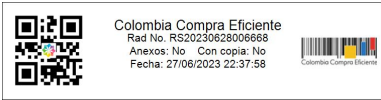 Colombia Compra Eficiente
Rad No. RS20230628006668
Anexos: No Con copia: No
Fecha: 27/06/2023 22:37:58
Colombia Compra Eficiente